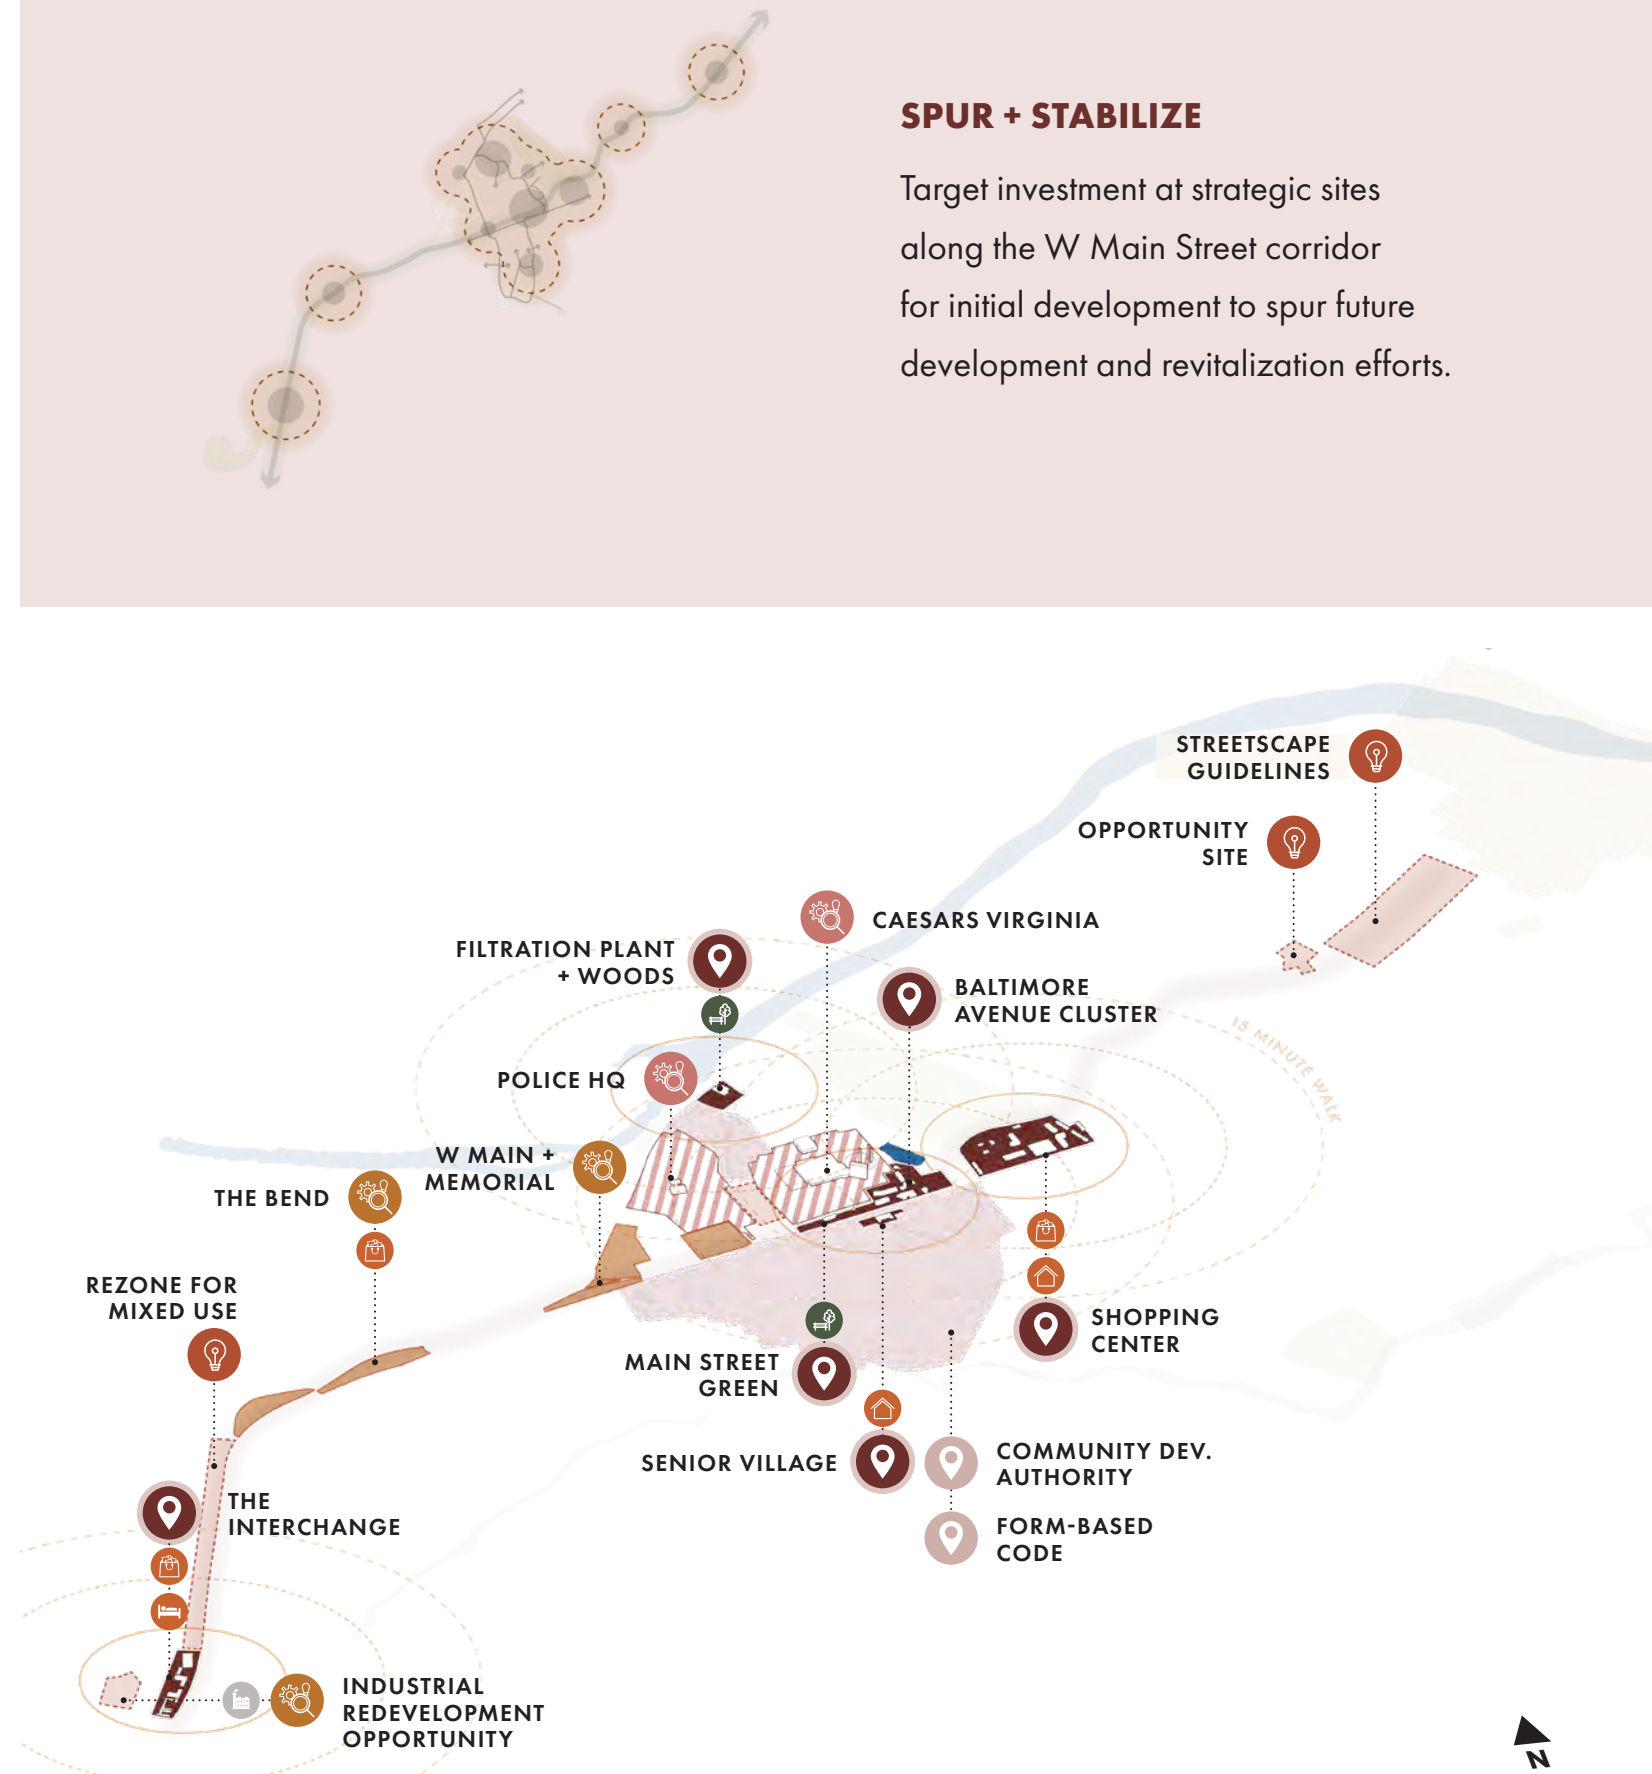 SPUR + STABILIZE
Target investment at strategic sites
along the W Main Street corridor
for initial development to spur future
development and revitalization efforts.
STREETSCAPE
GUIDELINES
OPPORTUNITY
SITE
CAESARS VIRGINIA
FILTRATION PLANT
+ WOODS
BALTIMORE
AVENUE CLUSTER
15 MINUTE WALK
POLICE HQ
W MAIN +
MEMORIAL
THE BEND
REZONE FOR
MIXED USE
SHOPPING
CENTER
MAIN STREET
GREEN
SENIOR VILLAGE
COMMUNITY DEV.
AUTHORITY
THE
INTERCHANGE
FORM-BASED
CODE
INDUSTRIAL
REDEVELOPMENT
OPPORTUNITY
N